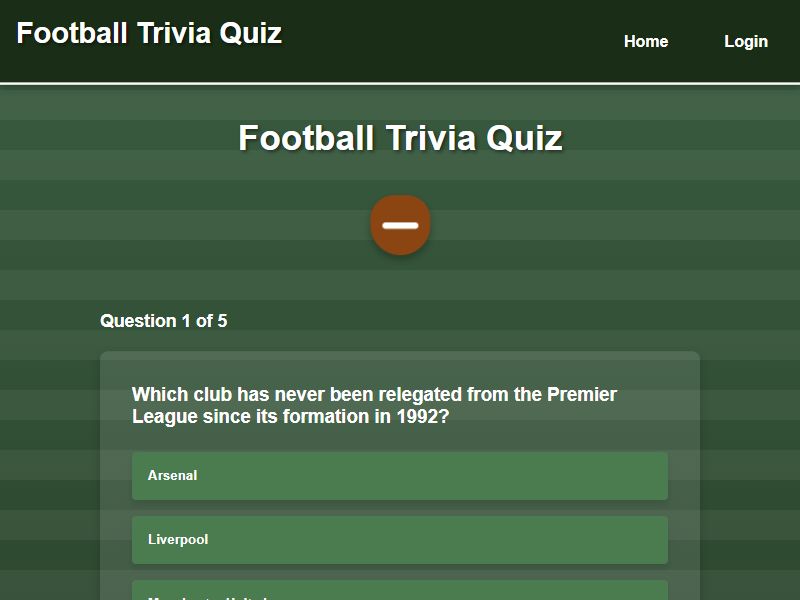 Football Trivia Quiz
Home
Login
Football Trivia Quiz
Question 1 of 5
Which club has never been relegated from the Premier
League since its formation in 1992?
Arsenal
Liverpool